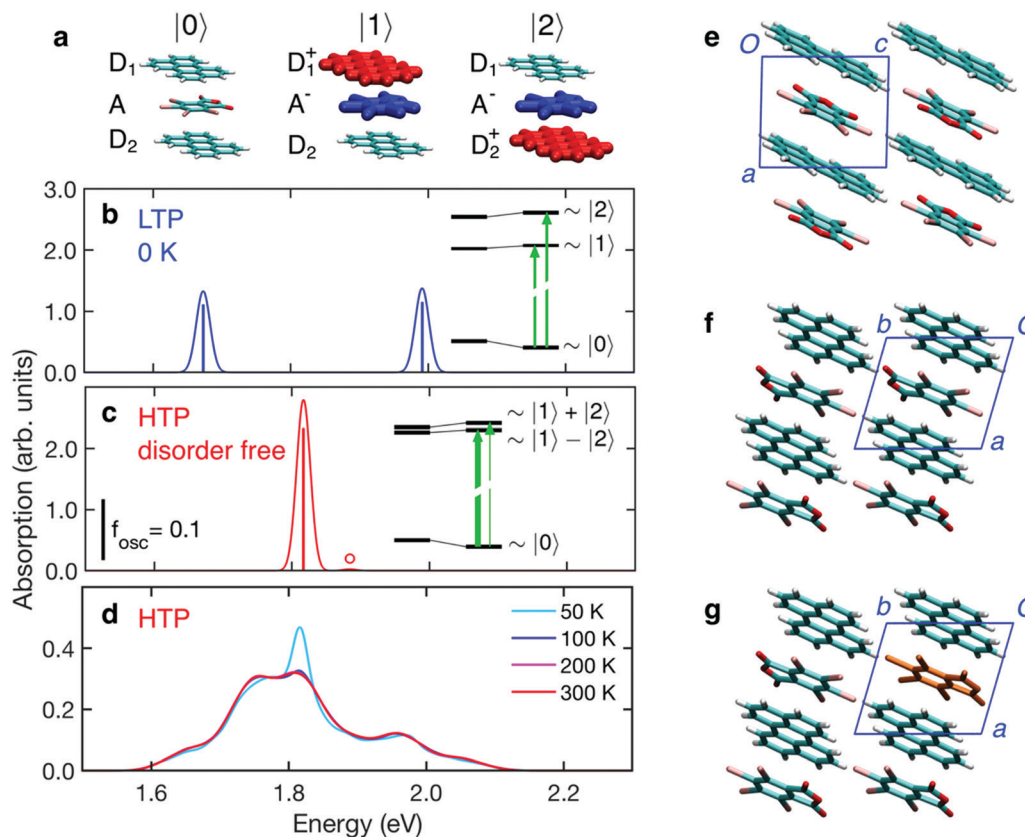 a
|0⟩ |1⟩ |2⟩
D₁ D₁⁺ D₁
A A⁻ A⁻
D₂ D₂ D₂⁺
b LTP
0 K
~ |2⟩
~ |1⟩
~ |0⟩
3.0
2.0
1.0
0.0
c HTP
disorder free
f_osc = 0.1
~ |1⟩ + |2⟩
~ |1⟩ − |2⟩
~ |0⟩
2.0
1.0
0.0
d HTP
50 K
100 K
200 K
300 K
0.4
0.2
0.0
Absorption (arb. units)
1.6 1.8 2.0 2.2
Energy (eV)
e
O c
a
f
b C
a
g
b C
a